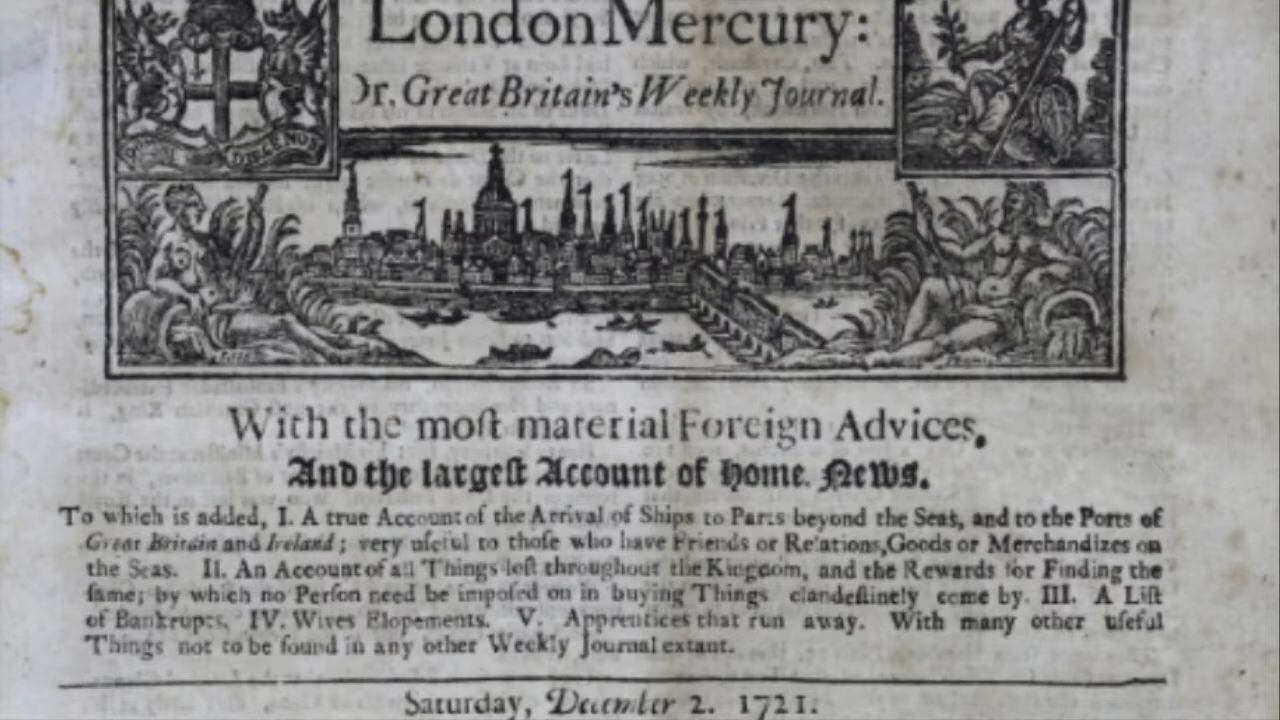 London Mercury:
Or, Great Britain's Weekly Journal.
With the moſt material Foreign Advices,
And the largeſt Account of Home News.
To which is added, I. A true Account of the Arrival of Ships to Parts beyond the Seas, and to the Ports of
Great Britain and Ireland; very uſeful to thoſe who have Friends or Relations, Goods or Merchandizes on
the Seas. II. An Account of all Things loſt throughout the Kingdom, and the Rewards for Finding the
ſame; by which no Perſon need be impoſed on in buying Things clandeſtinely come by. III. A Liſt
of Bankrupts. IV. Wives Elopements. V. Apprentices that run away. With many other uſeful
Things not to be found in any other Weekly Journal extant.
Saturday, December 2. 1721.